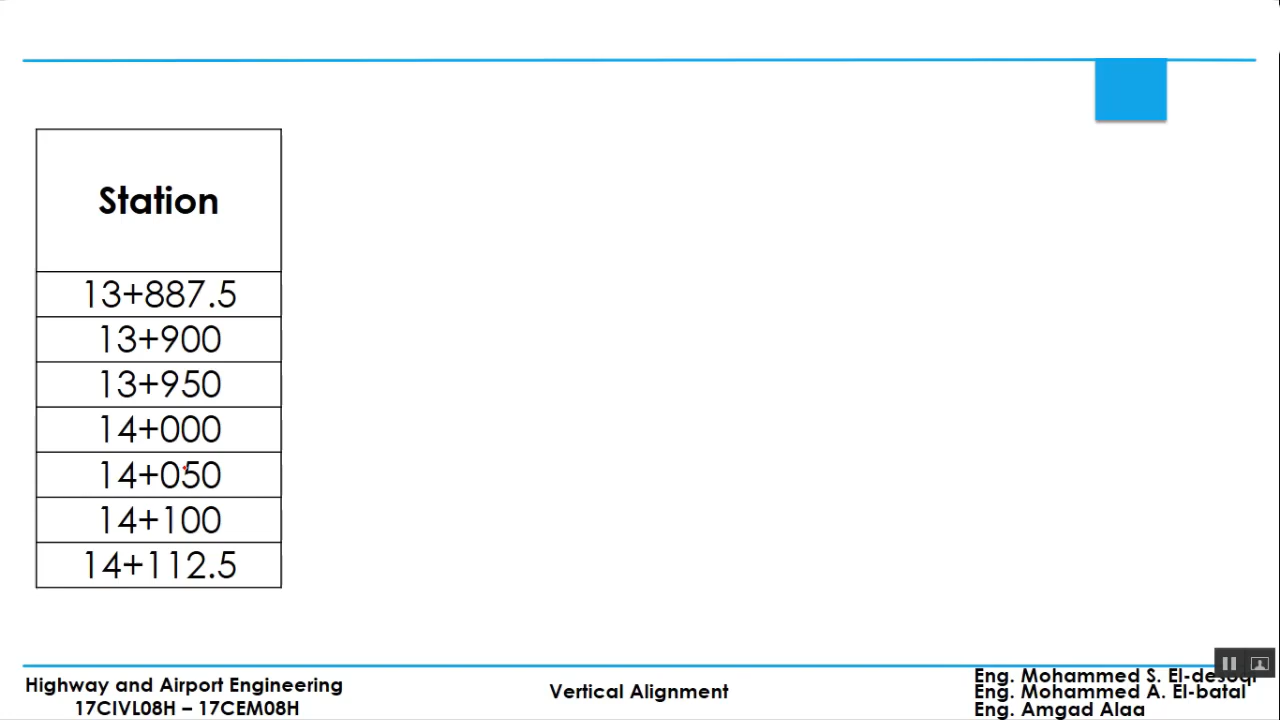 Station
13+887.5
13+900
13+950
14+000
14+050
14+100
14+112.5
Highway and Airport Engineering
17CIVL08H – 17CEM08H
Vertical Alignment
Eng. Mohammed S. El-desoqi
Eng. Mohammed A. El-batal
Eng. Amgad Alaa